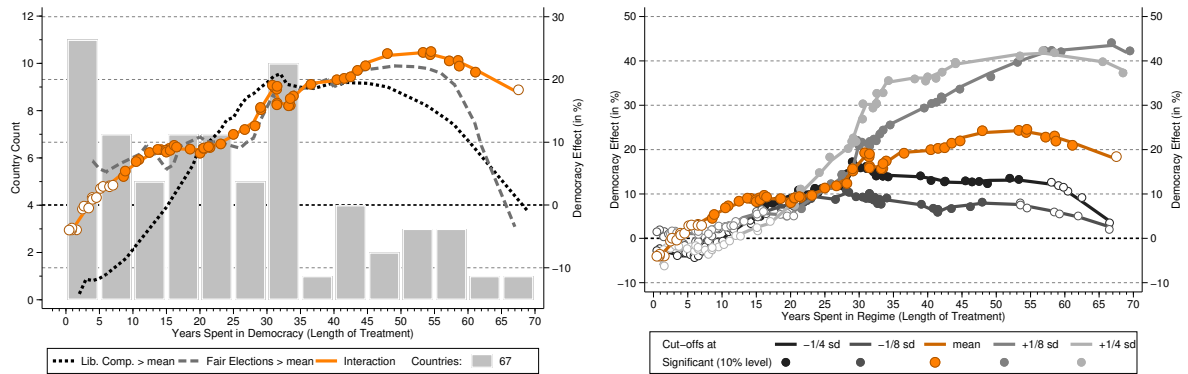 12
10
8
6
4
2
0
Country Count
30
20
10
0
−10
Democracy Effect (in %)
0 5 10 15 20 25 30 35 40 45 50 55 60 65 70
Years Spent in Democracy (Length of Treatment)
Lib. Comp. > mean Fair Elections > mean Interaction Countries: 67
50
40
30
20
10
0
−10
Democracy Effect (in %)
50
40
30
20
10
0
−10
Democracy Effect (in %)
0 5 10 15 20 25 30 35 40 45 50 55 60 65 70
Years Spent in Regime (Length of Treatment)
Cut−offs at −1/4 sd −1/8 sd mean +1/8 sd +1/4 sd
Significant (10% level)